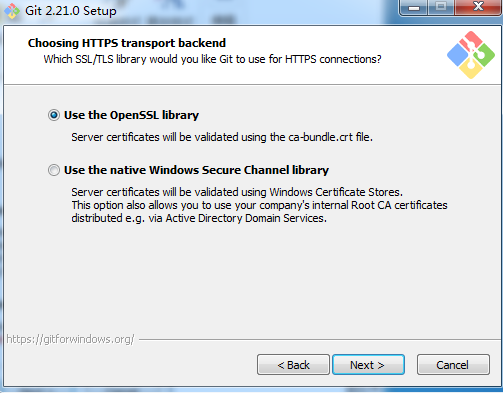 Git 2.21.0 Setup
Choosing HTTPS transport backend
Which SSL/TLS library would you like Git to use for HTTPS connections?
Use the OpenSSL library
Server certificates will be validated using the ca-bundle.crt file.
Use the native Windows Secure Channel library
Server certificates will be validated using Windows Certificate Stores.
This option also allows you to use your company's internal Root CA certificates
distributed e.g. via Active Directory Domain Services.
https://gitforwindows.org/
< Back
Next >
Cancel